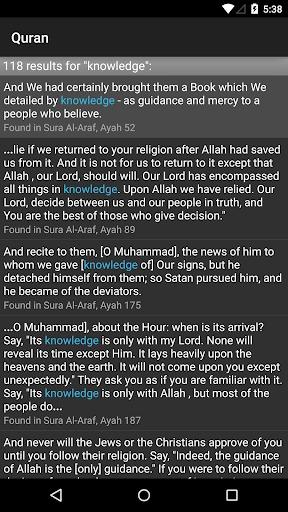 5:38
Quran
118 results for "knowledge":
And We had certainly brought them a Book which We
detailed by knowledge - as guidance and mercy to a
people who believe.
Found in Sura Al-Araf, Ayah 52
...lie if we returned to your religion after Allah had saved
us from it. And it is not for us to return to it except that
Allah , our Lord, should will. Our Lord has encompassed
all things in knowledge. Upon Allah we have relied. Our
Lord, decide between us and our people in truth, and
You are the best of those who give decision."
Found in Sura Al-Araf, Ayah 89
And recite to them, [O Muhammad], the news of him to
whom we gave [knowledge of] Our signs, but he
detached himself from them; so Satan pursued him, and
he became of the deviators.
Found in Sura Al-Araf, Ayah 175
...O Muhammad], about the Hour: when is its arrival?
Say, "Its knowledge is only with my Lord. None will
reveal its time except Him. It lays heavily upon the
heavens and the earth. It will not come upon you except
unexpectedly." They ask you as if you are familiar with it.
Say, "Its knowledge is only with Allah , but most of the
people do...
Found in Sura Al-Araf, Ayah 187
And never will the Jews or the Christians approve of you
until you follow their religion. Say, "Indeed, the guidance
of Allah is the [only] guidance." If you were to follow their